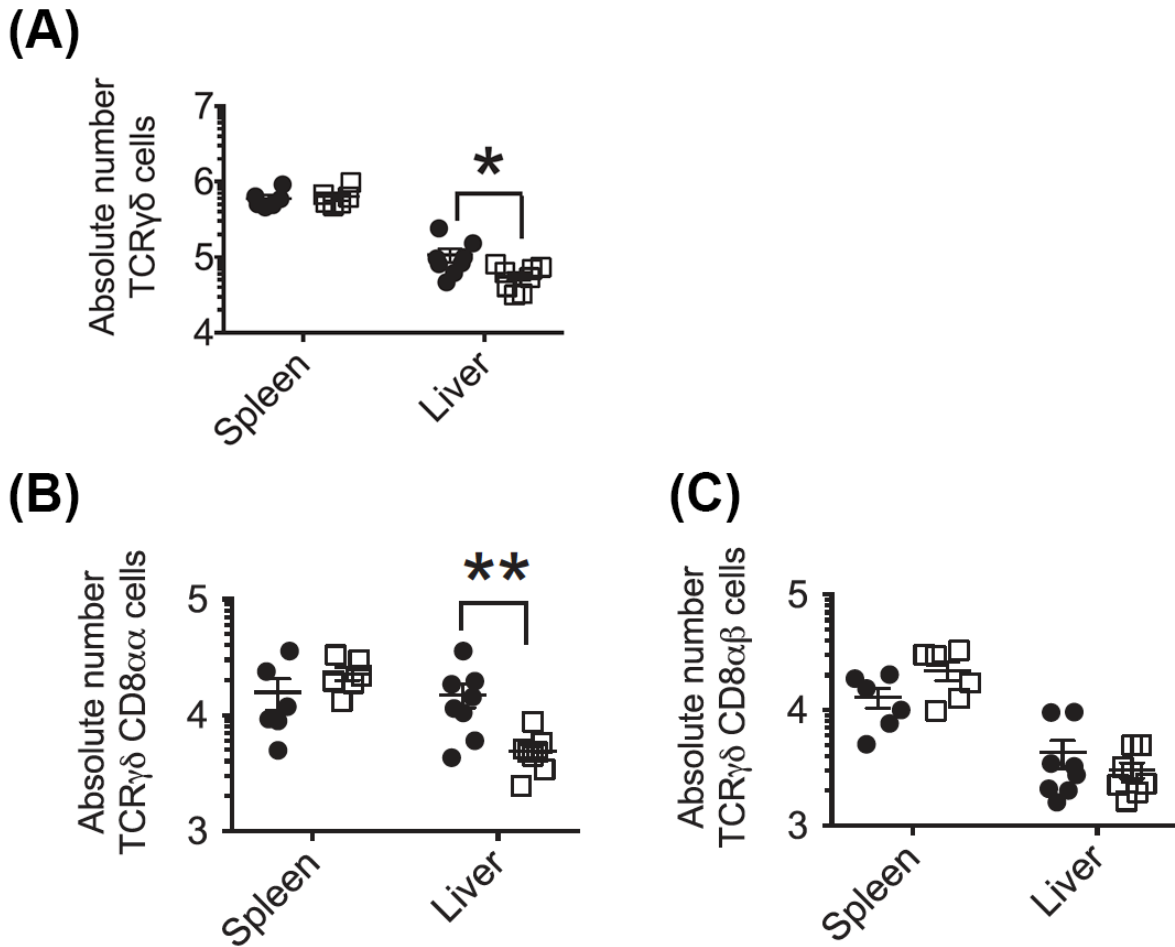 (A)
Absolute number
TCRγδ cells
7
6
5
4
*
Spleen
Liver
(B)
Absolute number
TCRγδ CD8αα cells
5
4
3
**
Spleen
Liver
(C)
Absolute number
TCRγδ CD8αβ cells
5
4
3
Spleen
Liver